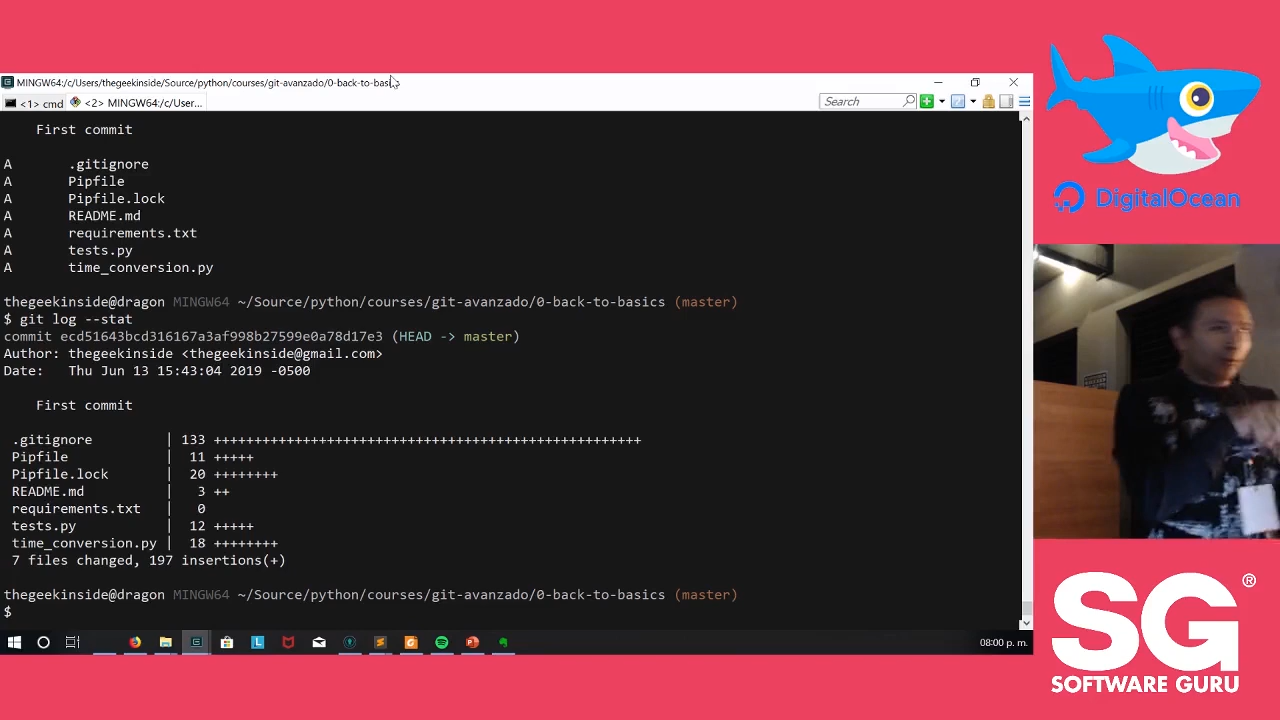 MINGW64:/c/Users/thegeekinside/Source/python/courses/git-avanzado/0-back-to-basics
<1> cmd
<2> MINGW64:/c/User...
Search
First commit
A .gitignore
A Pipfile
A Pipfile.lock
A README.md
A requirements.txt
A tests.py
A time_conversion.py
thegeekinside@dragon MINGW64 ~/Source/python/courses/git-avanzado/0-back-to-basics (master)
$ git log --stat
commit ecd51643bcd316167a3af998b27599e0a78d17e3 (HEAD -> master)
Author: thegeekinside <thegeekinside@gmail.com>
Date: Thu Jun 13 15:43:04 2019 -0500
First commit
.gitignore | 133 +++++++++++++++++++++++++++++++++++++++++++++++++++++
Pipfile | 11 +++++
Pipfile.lock | 20 ++++++++
README.md | 3 ++
requirements.txt | 0
tests.py | 12 +++++
time_conversion.py | 18 ++++++++
7 files changed, 197 insertions(+)
thegeekinside@dragon MINGW64 ~/Source/python/courses/git-avanzado/0-back-to-basics (master)
$
08:00 p. m.
DigitalOcean
SG®
SOFTWARE GURU